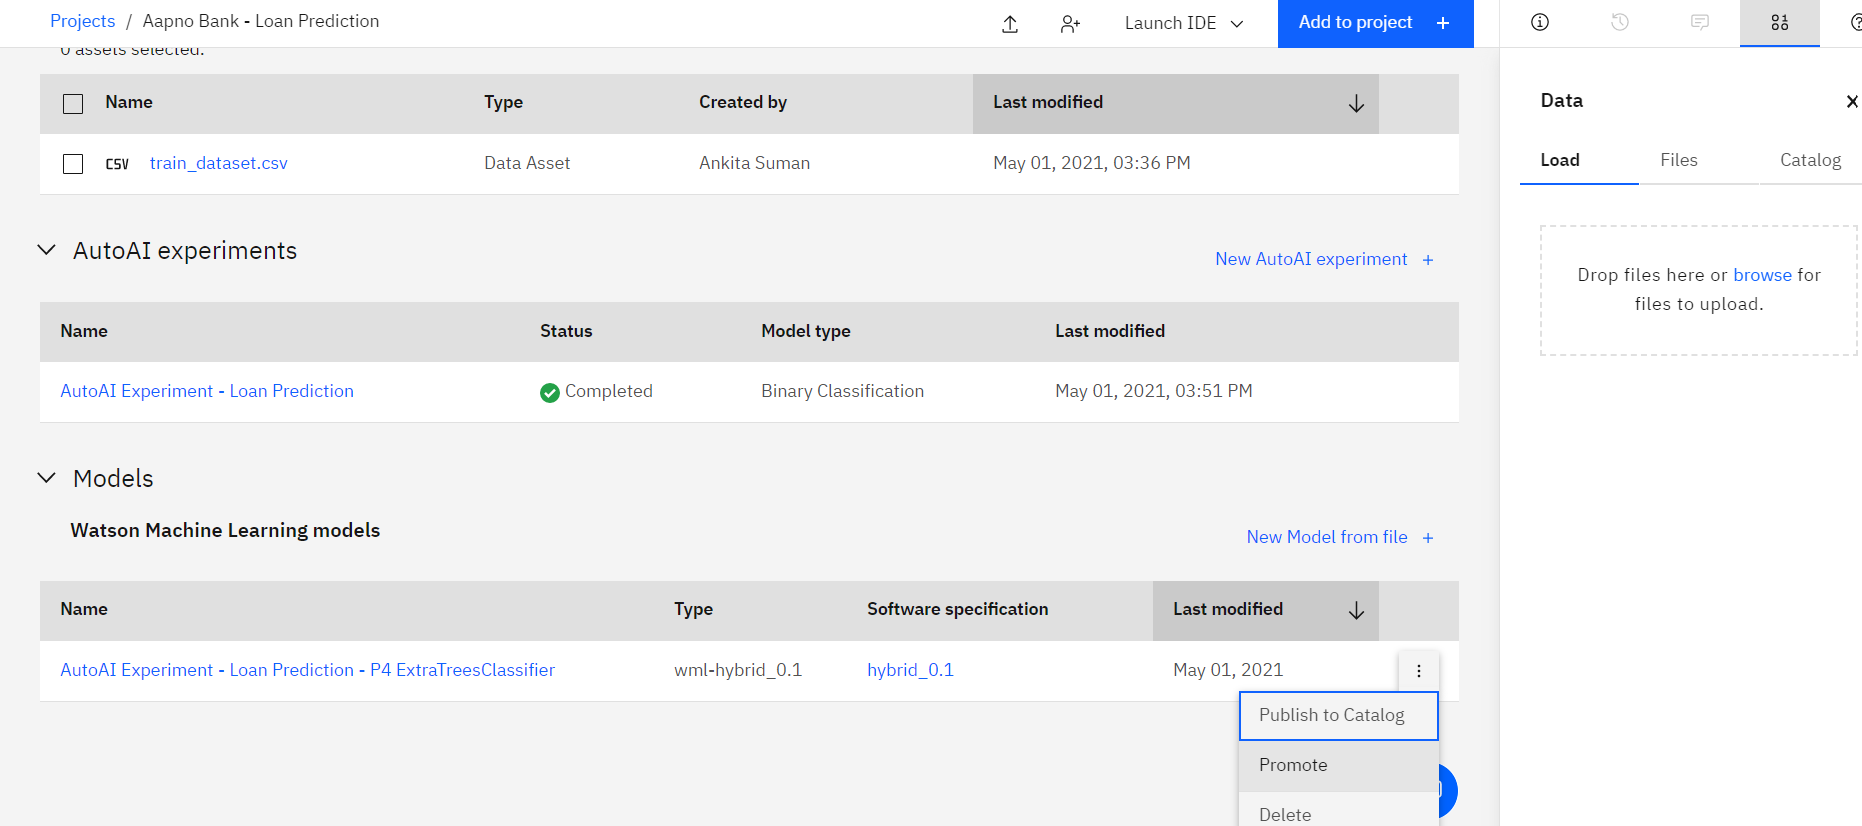 Projects / Aapno Bank - Loan Prediction
Launch IDE
Add to project +
0 assets selected.
Name Type Created by Last modified
CSV train_dataset.csv Data Asset Ankita Suman May 01, 2021, 03:36 PM
AutoAI experiments
New AutoAI experiment +
Name Status Model type Last modified
AutoAI Experiment - Loan Prediction Completed Binary Classification May 01, 2021, 03:51 PM
Models
Watson Machine Learning models
New Model from file +
Name Type Software specification Last modified
AutoAI Experiment - Loan Prediction - P4 ExtraTreesClassifier wml-hybrid_0.1 hybrid_0.1 May 01, 2021
Publish to Catalog
Promote
Delete
Data
Load Files Catalog
Drop files here or browse for
files to upload.